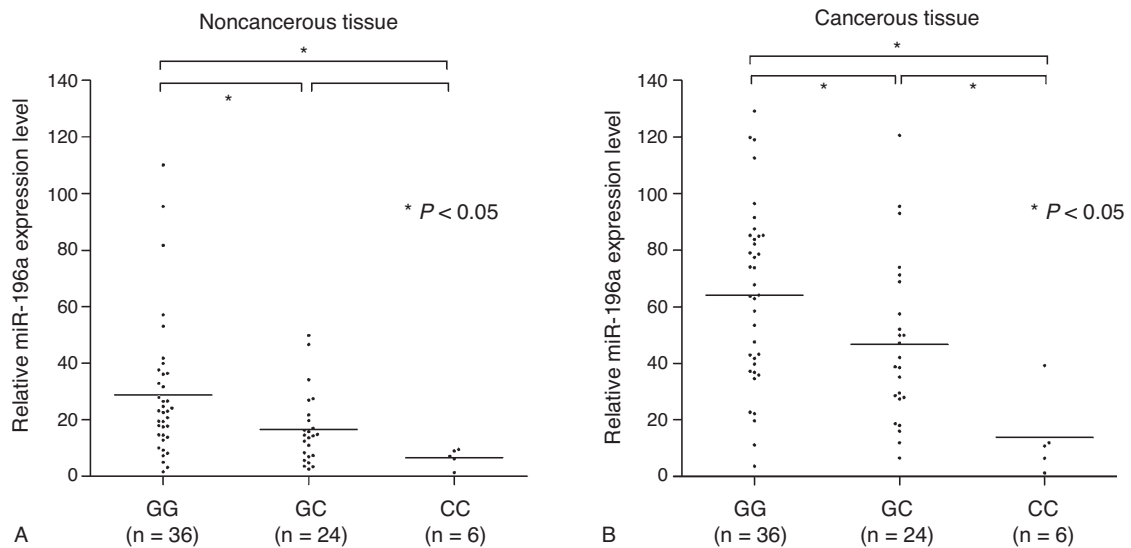 Noncancerous tissue
*
*
140
120
100
80
60
40
20
0
Relative miR-196a expression level
* P < 0.05
GG
GC
CC
(n = 36)
(n = 24)
(n = 6)
A
Cancerous tissue
*
*
*
140
120
100
80
60
40
20
0
Relative miR-196a expression level
* P < 0.05
GG
GC
CC
(n = 36)
(n = 24)
(n = 6)
B